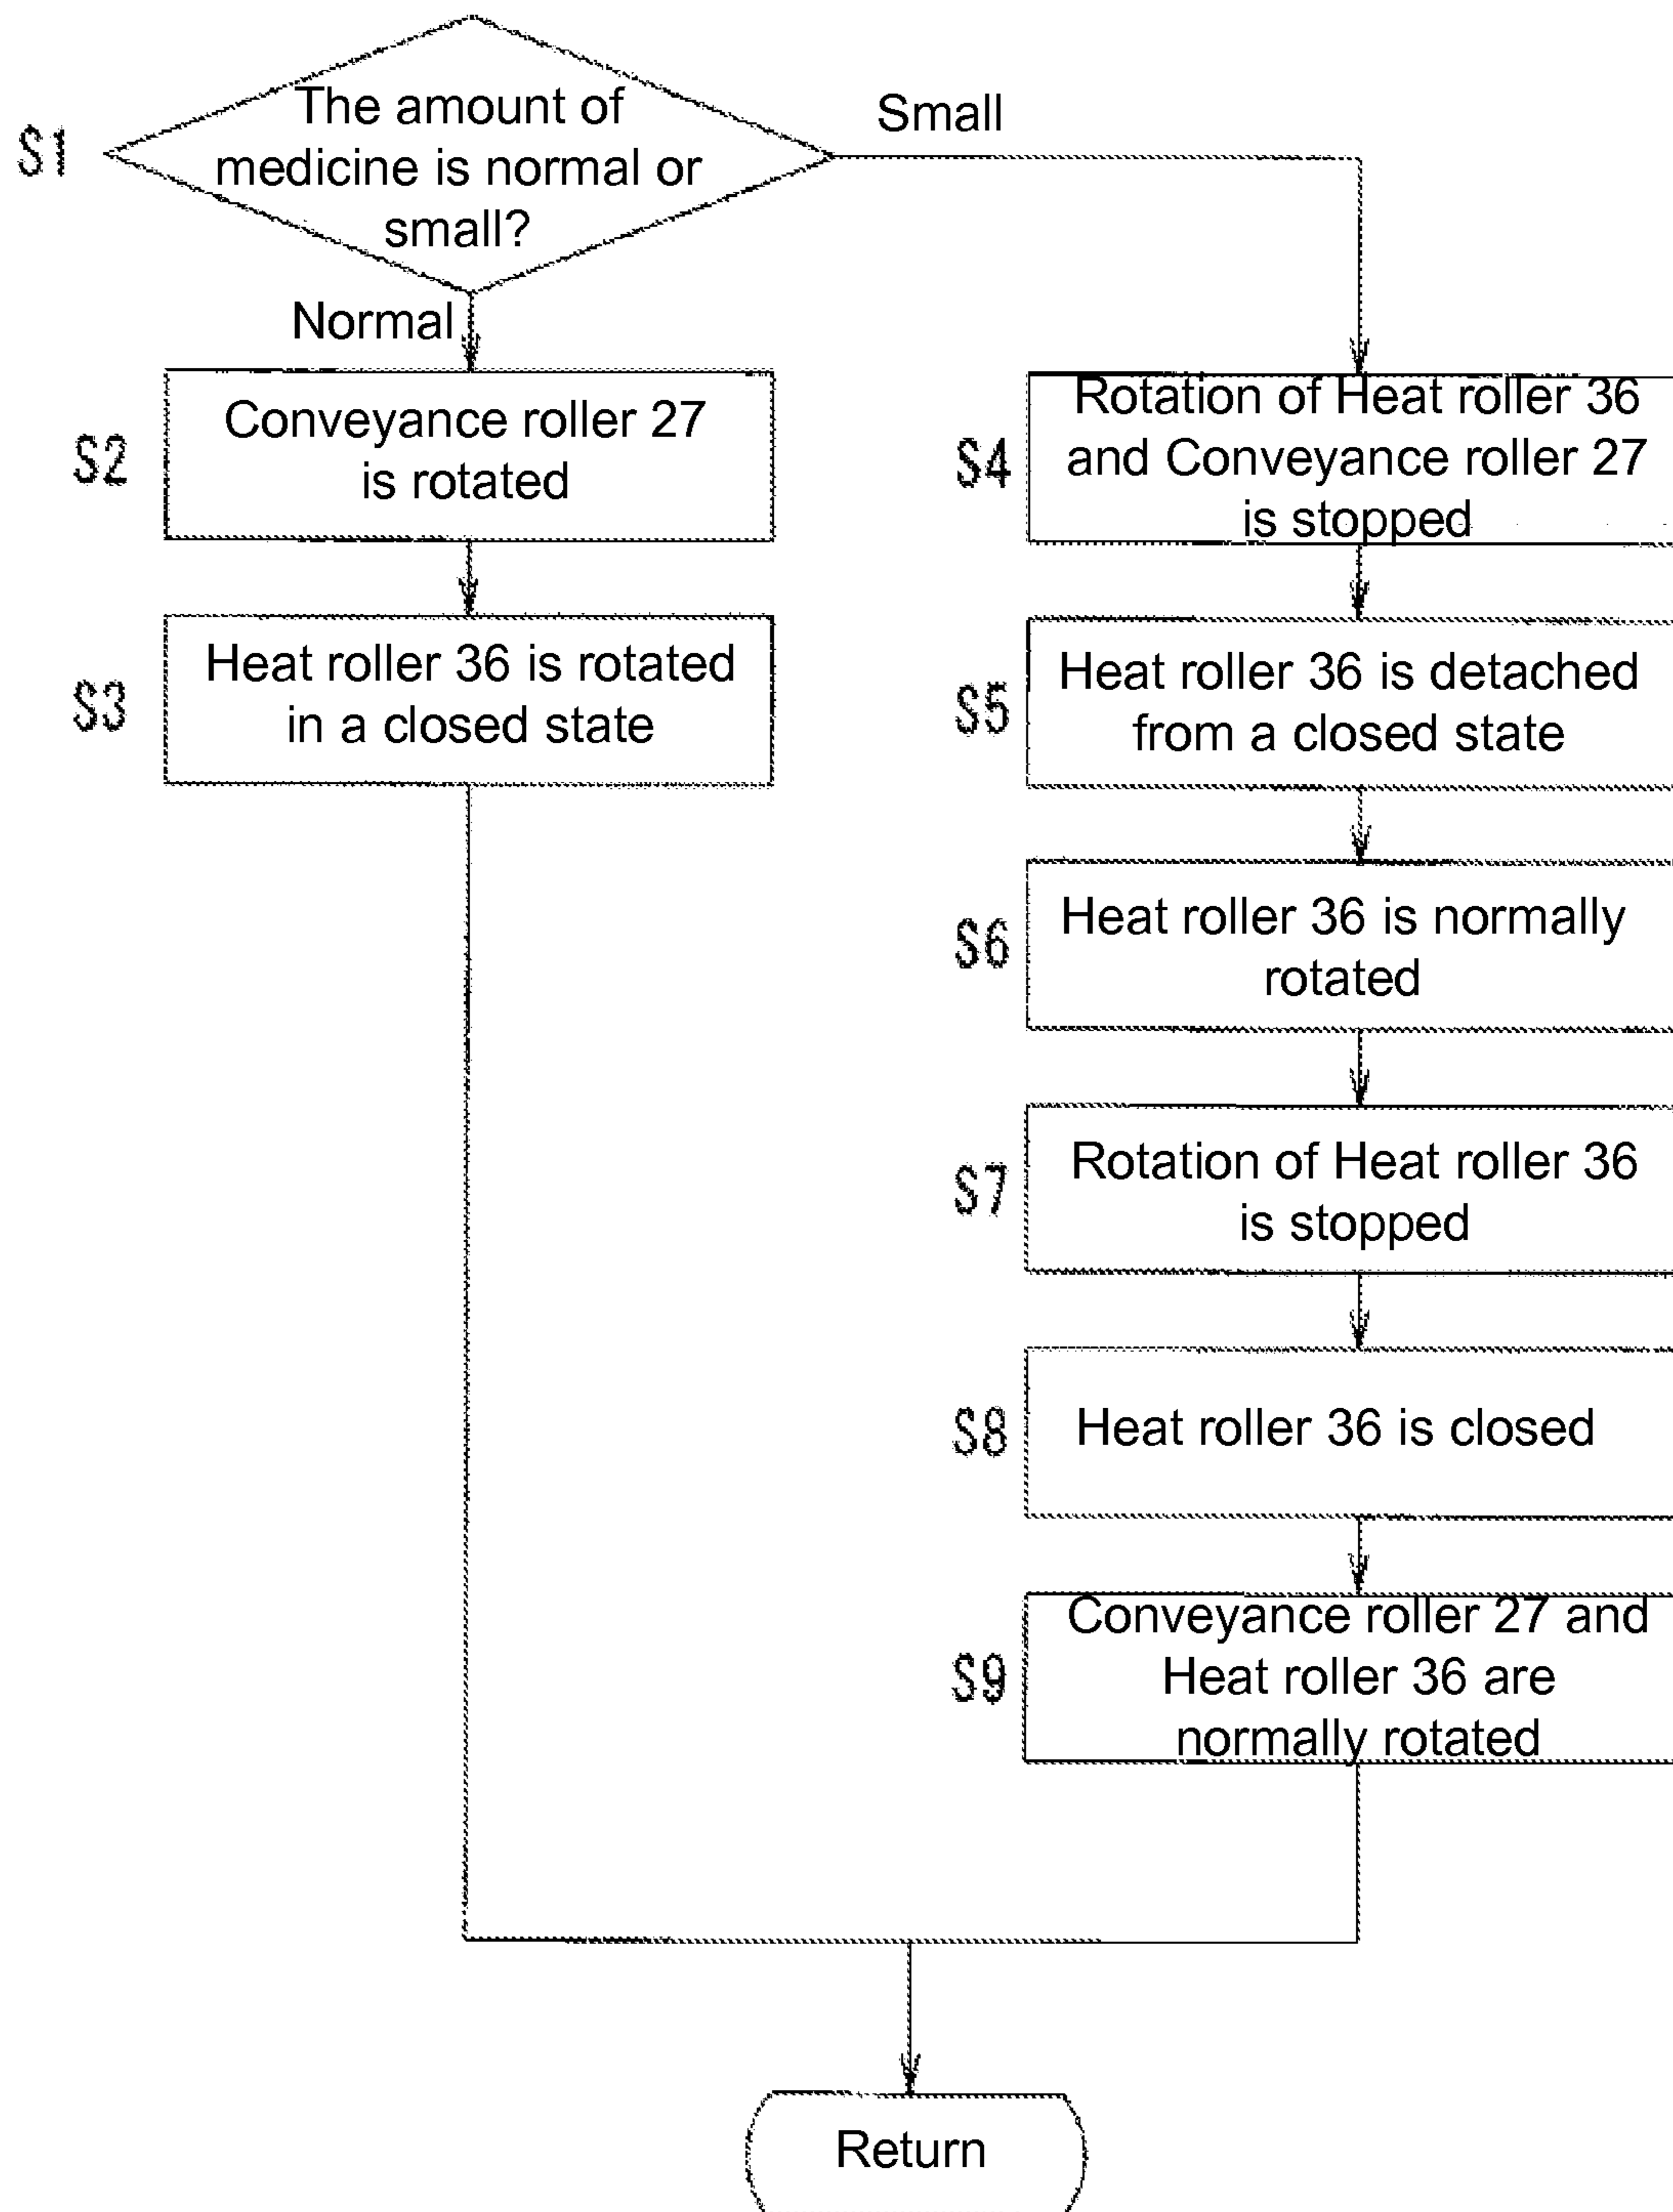 S1
The amount of
medicine is normal or
small?
Small
Normal
S2
Conveyance roller 27
is rotated
S3
Heat roller 36 is rotated
in a closed state
S4
Rotation of Heat roller 36
and Conveyance roller 27
is stopped
S5
Heat roller 36 is detached
from a closed state
S6
Heat roller 36 is normally
rotated
S7
Rotation of Heat roller 36
is stopped
S8
Heat roller 36 is closed
S9
Conveyance roller 27 and
Heat roller 36 are
normally rotated
Return